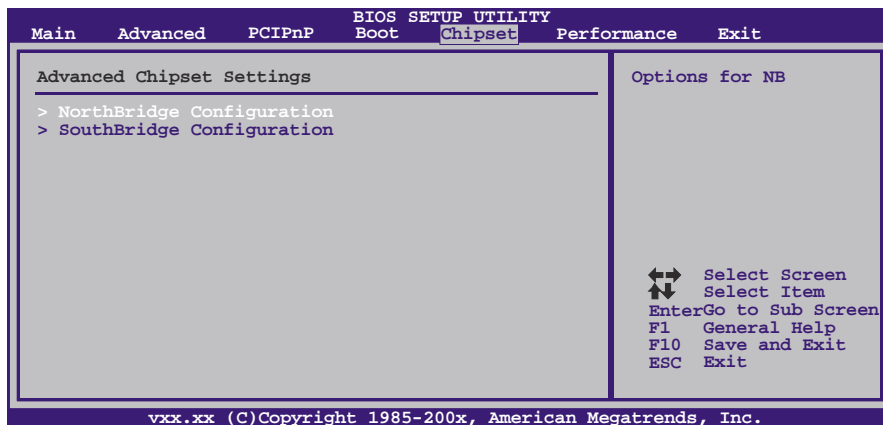 BIOS SETUP UTILITY
Main Advanced PCIPnP Boot Chipset Performance Exit
Advanced Chipset Settings
> NorthBridge Configuration
> SouthBridge Configuration
Options for NB
Select Screen
Select Item
EnterGo to Sub Screen
F1 General Help
F10 Save and Exit
ESC Exit
vxx.xx (C)Copyright 1985-200x, American Megatrends, Inc.